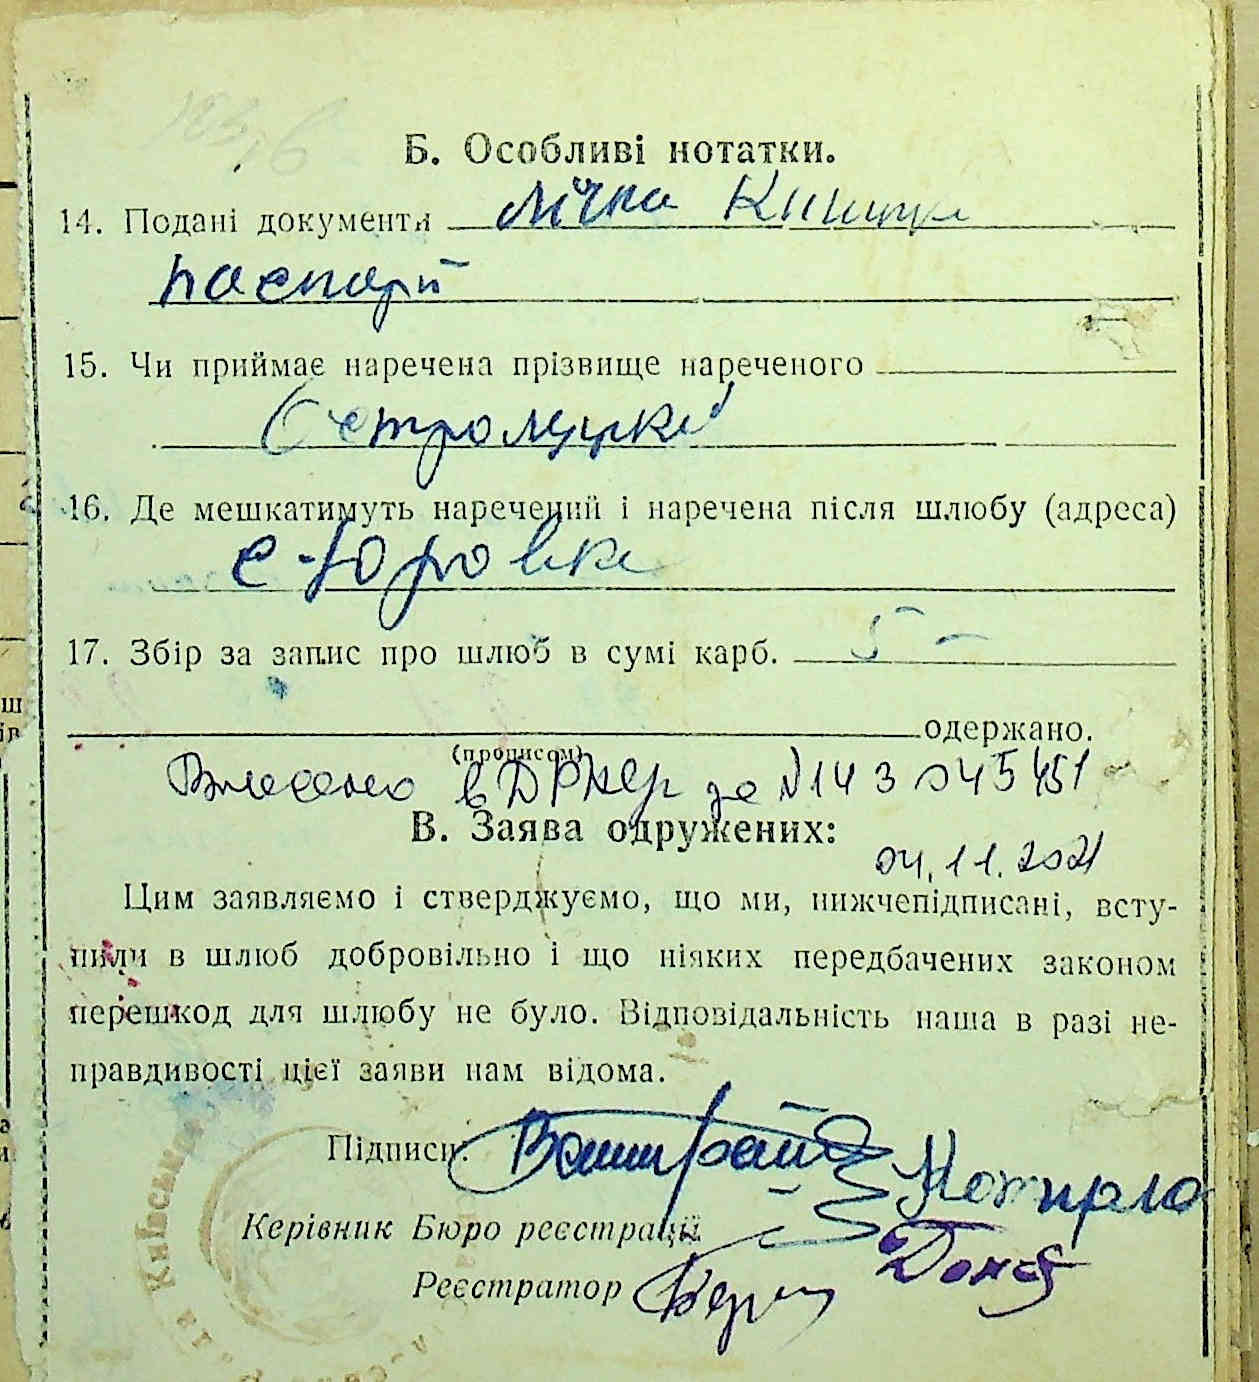 Б. Особливі нотатки.
14. Подані документи лічна Книжка
паспорт
15. Чи приймає наречена прізвище нареченого
16. Де мешкатимуть наречений і наречена після шлюбу (адреса)
с. Юровка
17. Збір за запис про шлюб в сумі карб. 5 -
одержано.
(прописом)
Внесено в ДРАЦС за №
В. Заява одружених:
04.11.2021
Цим заявляємо і стверджуємо, що ми, нижчепідписані, всту-
пили в шлюб добровільно і що ніяких передбачених законом
перешкод для шлюбу не було. Відповідальність наша в разі не-
правдивості цієї заяви нам відома.
Підписи:
Керівник Бюро реєстрації
Реєстратор
Київська